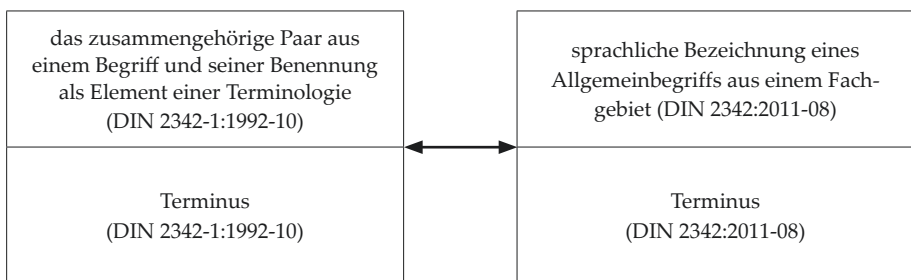 das zusammengehörige Paar aus
einem Begriff und seiner Benennung
als Element einer Terminologie
(DIN 2342-1:1992-10)
sprachliche Bezeichnung eines
Allgemeinbegriffs aus einem Fach-
gebiet (DIN 2342:2011-08)
Terminus
(DIN 2342-1:1992-10)
Terminus
(DIN 2342:2011-08)